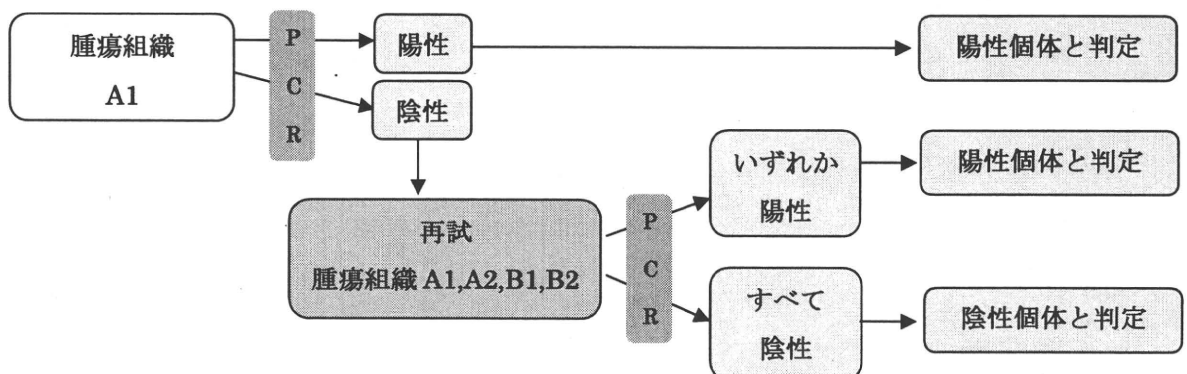 腫瘍組織
A1
P
C
R
陽性
陽性個体と判定
陰性
再試
腫瘍組織 A1,A2,B1,B2
P
C
R
いずれか
陽性
陽性個体と判定
すべて
陰性
陰性個体と判定